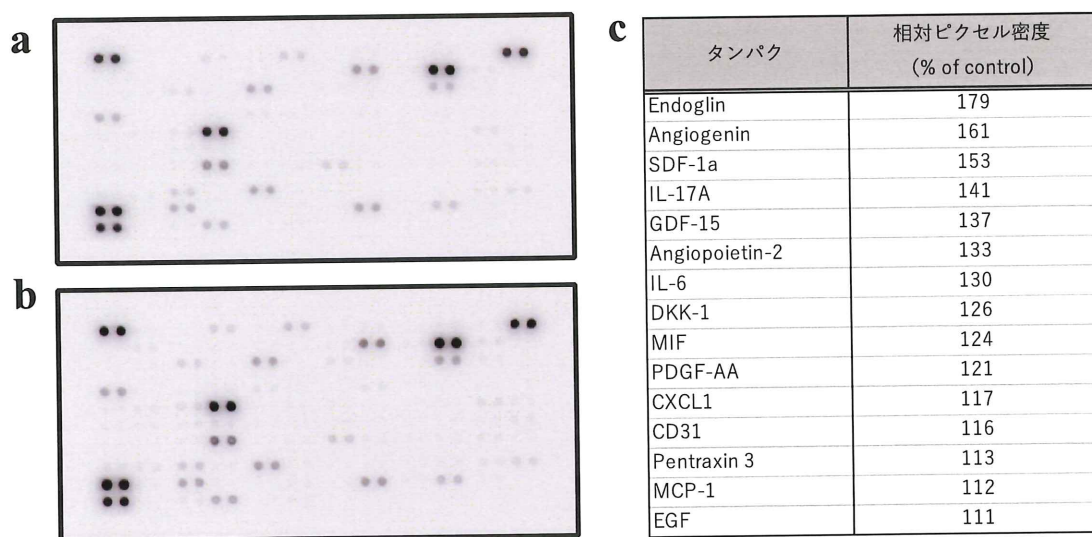 a
b
c
タンパク
相対ピクセル密度
(% of control)
Endoglin 179
Angiogenin 161
SDF-1a 153
IL-17A 141
GDF-15 137
Angiopoietin-2 133
IL-6 130
DKK-1 126
MIF 124
PDGF-AA 121
CXCL1 117
CD31 116
Pentraxin 3 113
MCP-1 112
EGF 111